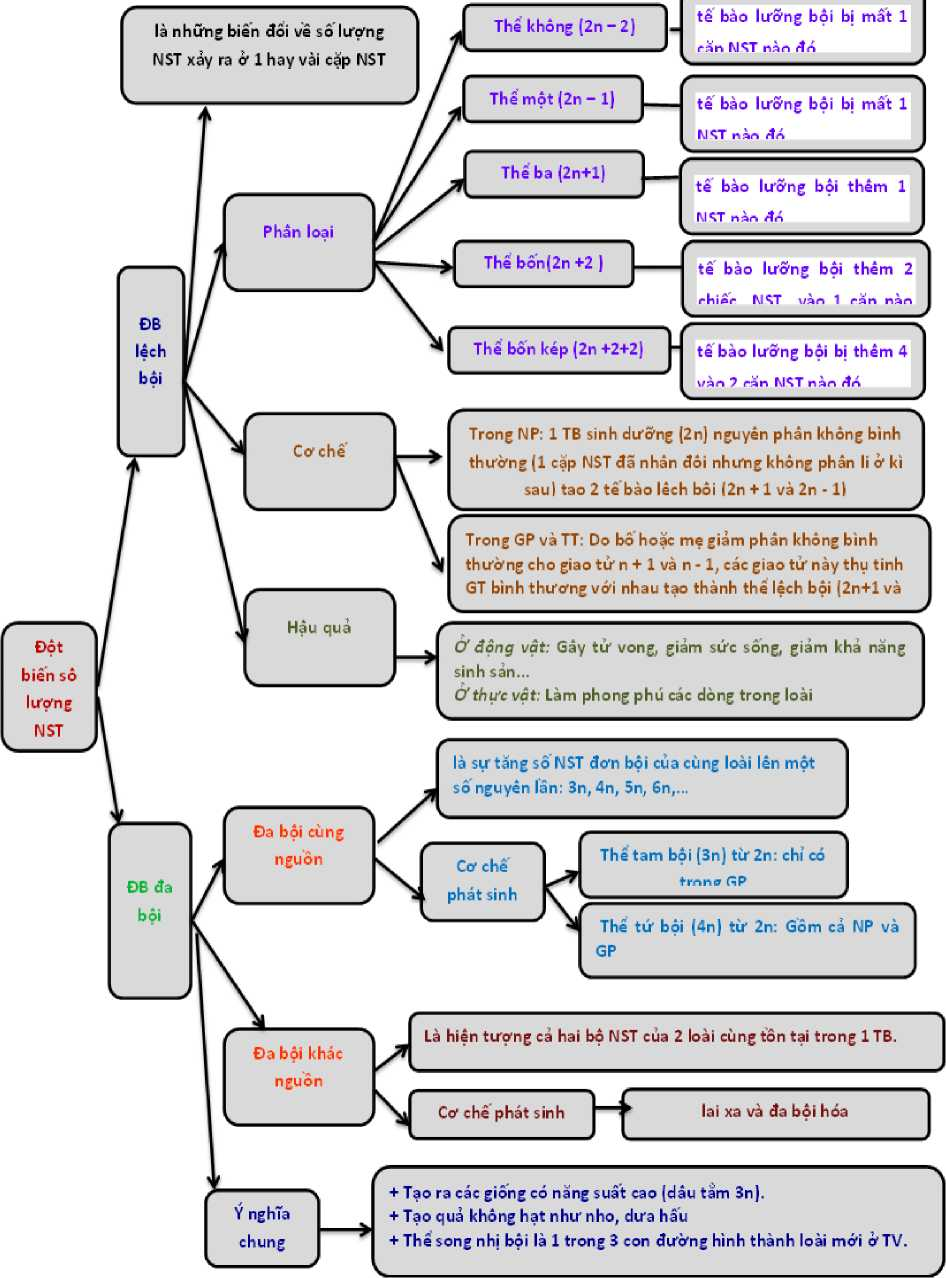 là những biến đổi về số lượng
NST xảy ra ở 1 hay vài cặp NST
Thể không (2n – 2)
tế bào lưỡng bội bị mất 1
cặp NST nào đó
Thể một (2n – 1)
tế bào lưỡng bội bị mất 1
NST nào đó
Thể ba (2n+1)
tế bào lưỡng bội thêm 1
NST nào đó
Phân loại
Thể bốn(2n +2 )
tế bào lưỡng bội thêm 2
chiếc NST vào 1 cặp nào
Thể bốn kép (2n +2+2)
tế bào lưỡng bội bị thêm 4
vào 2 cặp NST nào đó
ĐB
lệch
bội
Cơ chế
Trong NP: 1 TB sinh dưỡng (2n) nguyên phân không bình
thường (1 cặp NST đã nhân đôi nhưng không phân li ở kì
sau) tạo 2 tế bào lệch bội (2n + 1 và 2n - 1)
Trong GP và TT: Do bố hoặc mẹ giảm phân không bình
thường cho giao tử n + 1 và n - 1, các giao tử này thụ tinh
GT bình thương với nhau tạo thành thể lệch bội (2n+1 và
Hậu quả
Ở động vật: Gây tử vong, giảm sức sống, giảm khả năng
sinh sản...
Ở thực vật: Làm phong phú các dòng trong loài
Đột
biến số
lượng
NST
ĐB đa
bội
Đa bội cùng
nguồn
là sự tăng số NST đơn bội của cùng loài lên một
số nguyên lần: 3n, 4n, 5n, 6n,...
Cơ chế
phát sinh
Thể tam bội (3n) từ 2n: chỉ có
trong GP
Thể tứ bội (4n) từ 2n: Gồm cả NP và
GP
Đa bội khác
nguồn
Là hiện tượng cả hai bộ NST của 2 loài cùng tồn tại trong 1 TB.
Cơ chế phát sinh
lai xa và đa bội hóa
Ý nghĩa
chung
+ Tạo ra các giống có năng suất cao (dâu tằm 3n).
+ Tạo quả không hạt như nho, dưa hấu
+ Thể song nhị bội là 1 trong 3 con đường hình thành loài mới ở TV.